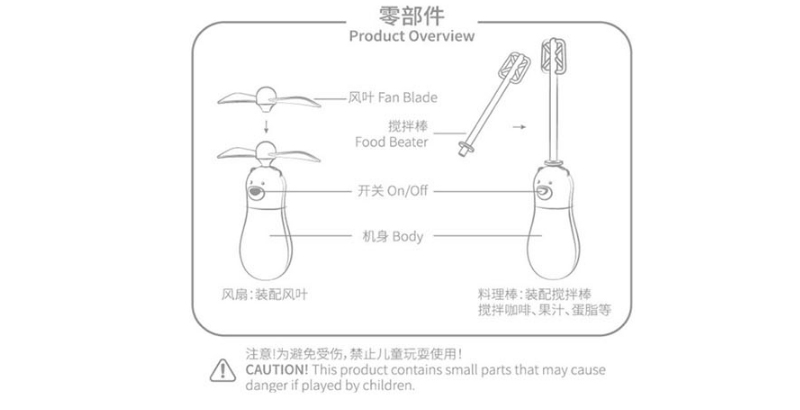 零部件
Product Overview
风叶 Fan Blade
搅拌棒
Food Beater
开关 On/Off
机身 Body
风扇:装配风叶
料理棒:装配搅拌棒
搅拌咖啡、果汁、蛋脂等
注意!为避免受伤,禁止儿童玩耍使用!
CAUTION! This product contains small parts that may cause
danger if played by children.